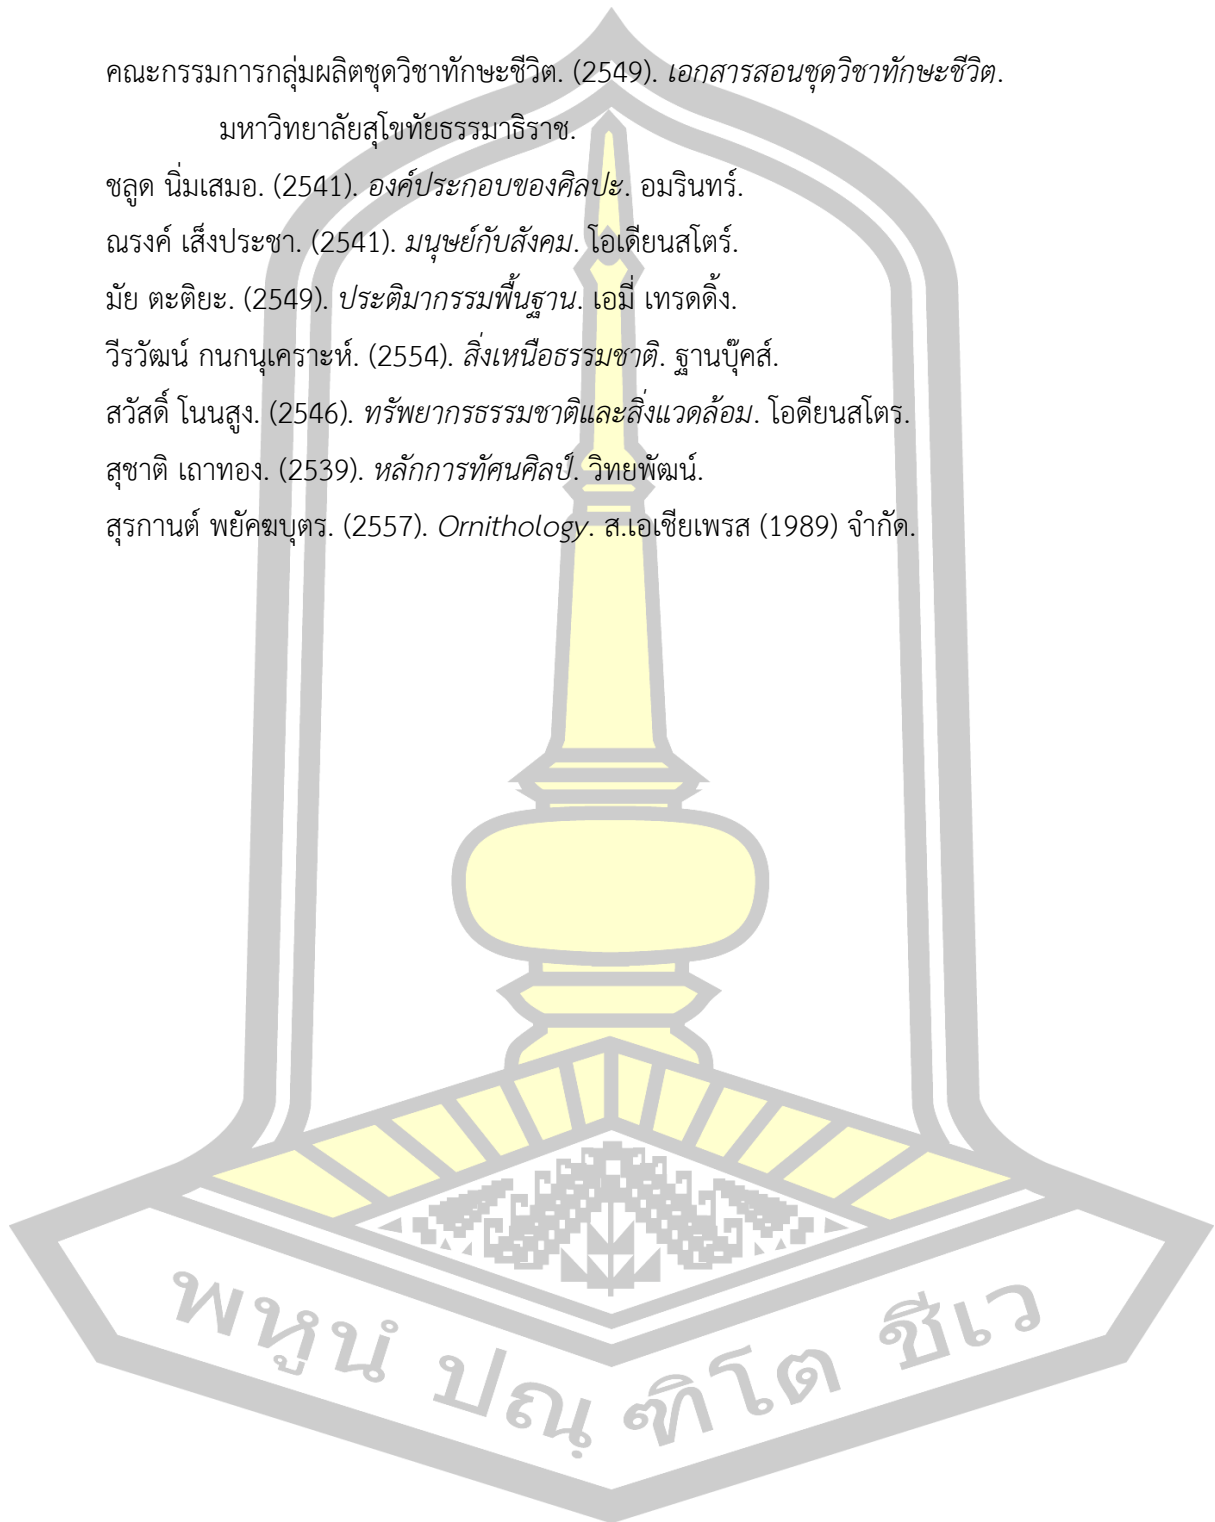 คณะกรรมการกลุ่มผลิตชุดวิชาทักษะชีวิต. (2549). เอกสารสอนชุดวิชาทักษะชีวิต.
มหาวิทยาลัยสุโขทัยธรรมาธิราช.
ชลูด นิ่มเสมอ. (2541). องค์ประกอบของศิลปะ. อมรินทร์.
ณรงค์ เส็งประชา. (2541). มนุษย์กับสังคม. โอเดียนสโตร์.
มัย ตะติยะ. (2549). ประติมากรรมพื้นฐาน. เอมี่ เทรดดิ้ง.
วีรวัฒน์ กนกนุเคราะห์. (2554). สิ่งเหนือธรรมชาติ. ฐานบุ๊คส์.
สวัสดิ์ โนนสูง. (2546). ทรัพยากรธรรมชาติและสิ่งแวดล้อม. โอดียนสโตร.
สุชาติ เถาทอง. (2539). หลักการทัศนศิลป์. วิทยพัฒน์.
สุรกานต์ พยัคฆบุตร. (2557). Ornithology. ส.เอเชียเพรส (1989) จำกัด.
พหูนํ ปณฺฑิโต ชีเว